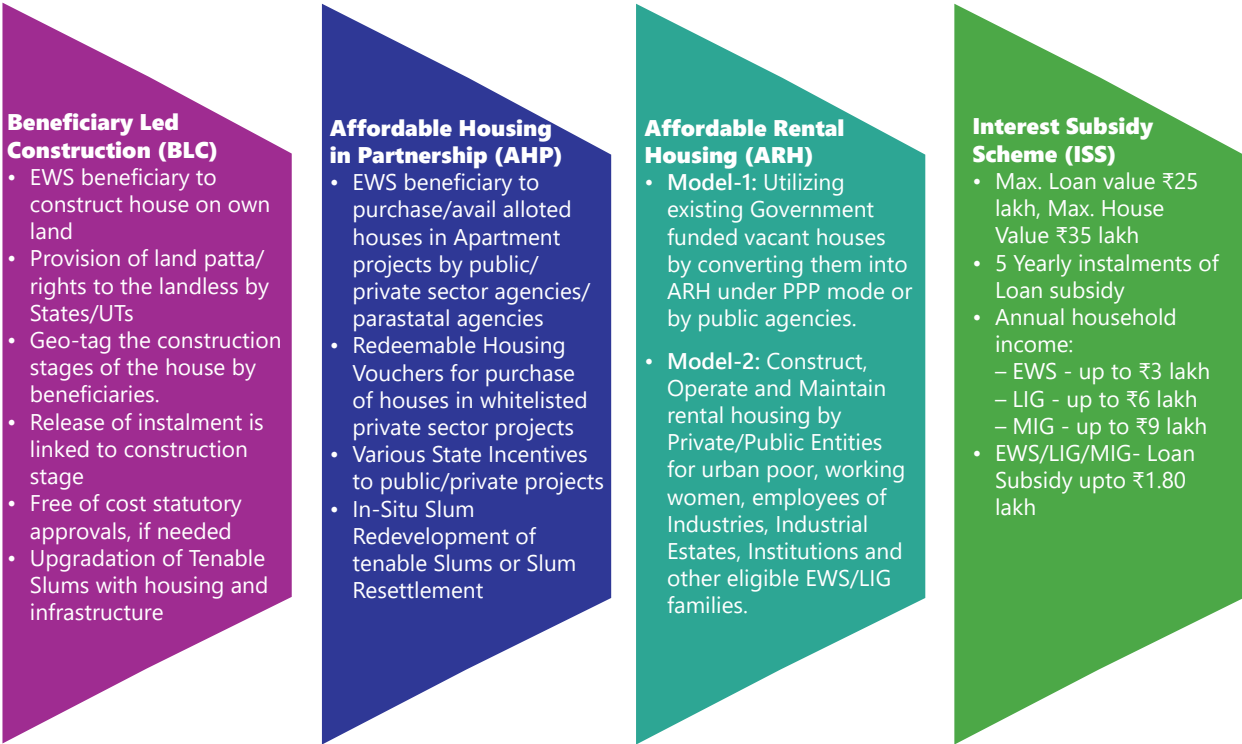 Beneficiary Led
Construction (BLC)
• EWS beneficiary to
construct house on own
land
• Provision of land patta/
rights to the landless by
States/UTs
• Geo-tag the construction
stages of the house by
beneficiaries.
• Release of instalment is
linked to construction
stage
• Free of cost statutory
approvals, if needed
• Upgradation of Tenable
Slums with housing and
infrastructure
Affordable Housing
in Partnership (AHP)
• EWS beneficiary to
purchase/avail alloted
houses in Apartment
projects by public/
private sector agencies/
parastatal agencies
• Redeemable Housing
Vouchers for purchase
of houses in whitelisted
private sector projects
• Various State Incentives
to public/private projects
• In-Situ Slum
Redevelopment of
tenable Slums or Slum
Resettlement
Affordable Rental
Housing (ARH)
• Model-1: Utilizing
existing Government
funded vacant houses
by converting them into
ARH under PPP mode or
by public agencies.
• Model-2: Construct,
Operate and Maintain
rental housing by
Private/Public Entities
for urban poor, working
women, employees of
Industries, Industrial
Estates, Institutions and
other eligible EWS/LIG
families.
Interest Subsidy
Scheme (ISS)
• Max. Loan value ₹25
lakh, Max. House
Value ₹35 lakh
• 5 Yearly instalments of
Loan subsidy
• Annual household
income:
– EWS - up to ₹3 lakh
– LIG - up to ₹6 lakh
– MIG - up to ₹9 lakh
• EWS/LIG/MIG- Loan
Subsidy upto ₹1.80
lakh